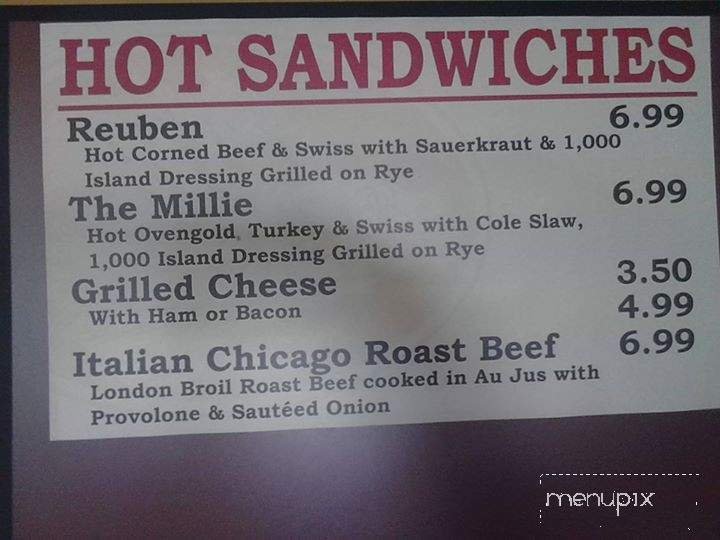 HOT SANDWICHES
Reuben 6.99
Hot Corned Beef & Swiss with Sauerkraut & 1,000
Island Dressing Grilled on Rye
The Millie 6.99
Hot Ovengold, Turkey & Swiss with Cole Slaw,
1,000 Island Dressing Grilled on Rye
Grilled Cheese 3.50
With Ham or Bacon 4.99
Italian Chicago Roast Beef 6.99
London Broil Roast Beef cooked in Au Jus with
Provolone & Sautéed Onion
menupix